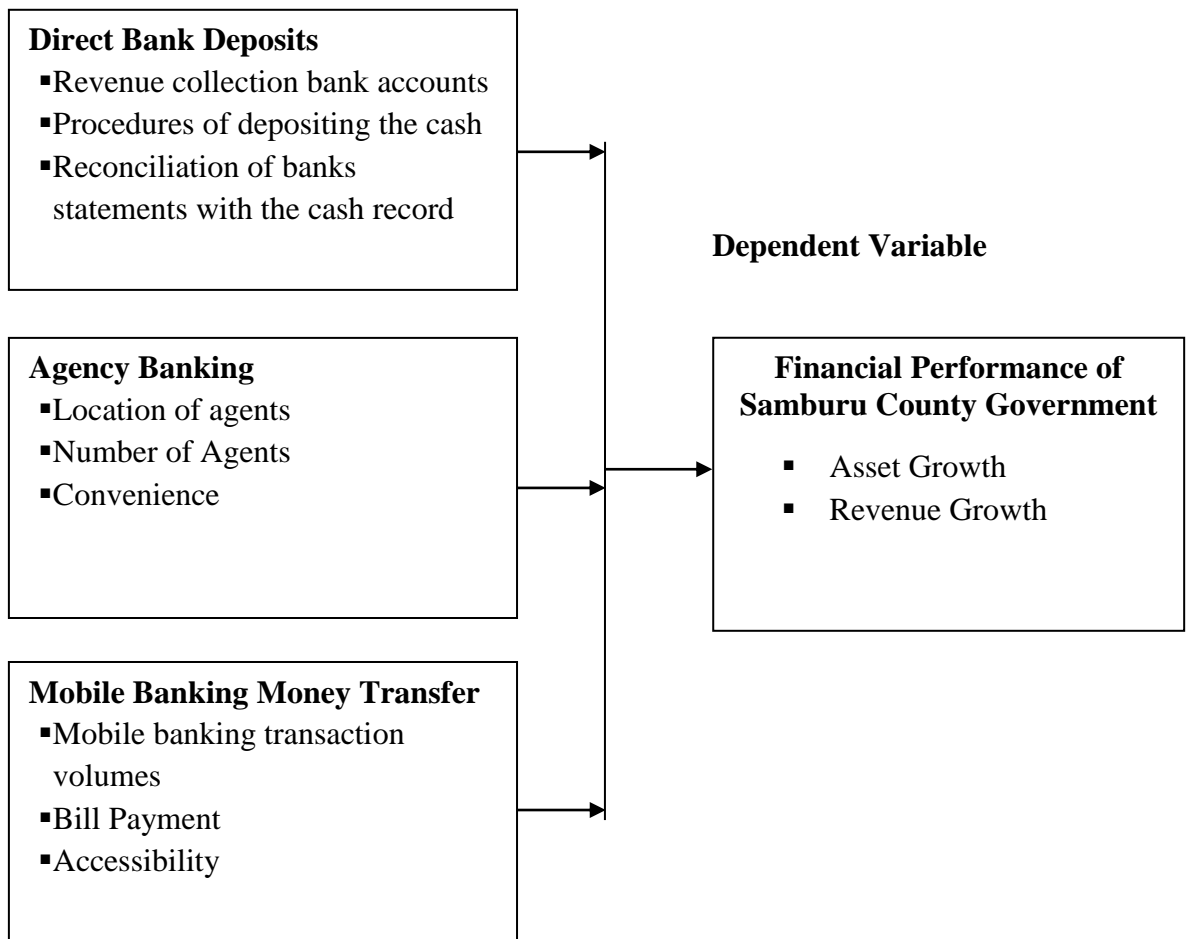 Direct Bank Deposits
▪Revenue collection bank accounts
▪Procedures of depositing the cash
▪Reconciliation of banks
statements with the cash record
Agency Banking
▪Location of agents
▪Number of Agents
▪Convenience
Mobile Banking Money Transfer
▪Mobile banking transaction
volumes
▪Bill Payment
▪Accessibility
Dependent Variable
Financial Performance of
Samburu County Government
▪ Asset Growth
▪ Revenue Growth